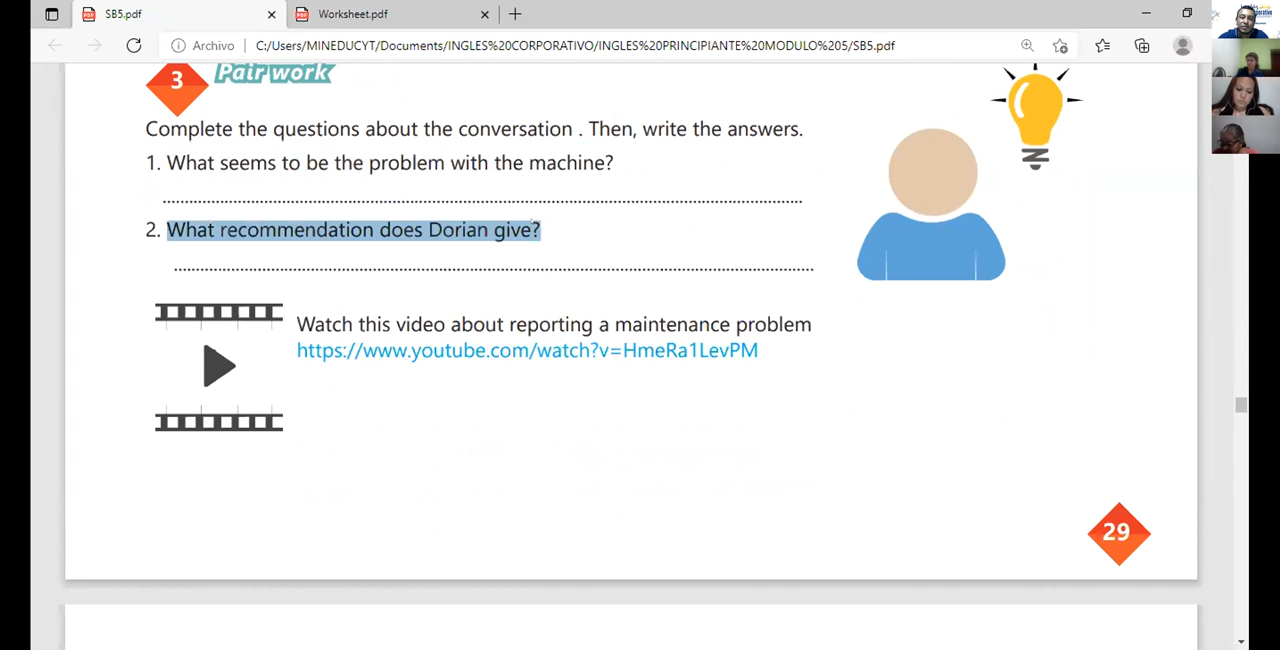 SB5.pdf
Worksheet.pdf
Archivo
C:/Users/MINEDUCYT/Documents/INGLES%20CORPORATIVO/INGLES%20PRINCIPIANTE%20MODULO%205/SB5.pdf
3
Pair work
Complete the questions about the conversation . Then, write the answers.
1. What seems to be the problem with the machine?
2. What recommendation does Dorian give?
Watch this video about reporting a maintenance problem
https://www.youtube.com/watch?v=HmeRa1LevPM
29